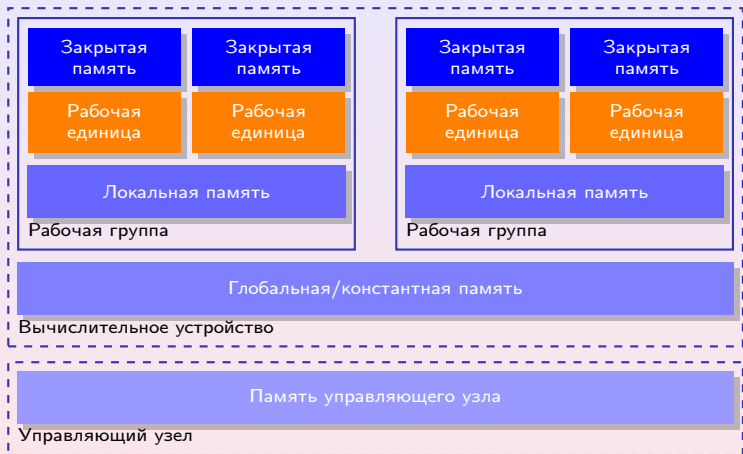 Закрытая
память
Закрытая
память
Закрытая
память
Закрытая
память
Рабочая
единица
Рабочая
единица
Рабочая
единица
Рабочая
единица
Локальная память
Локальная память
Рабочая группа
Рабочая группа
Глобальная/константная память
Вычислительное устройство
Память управляющего узла
Управляющий узел